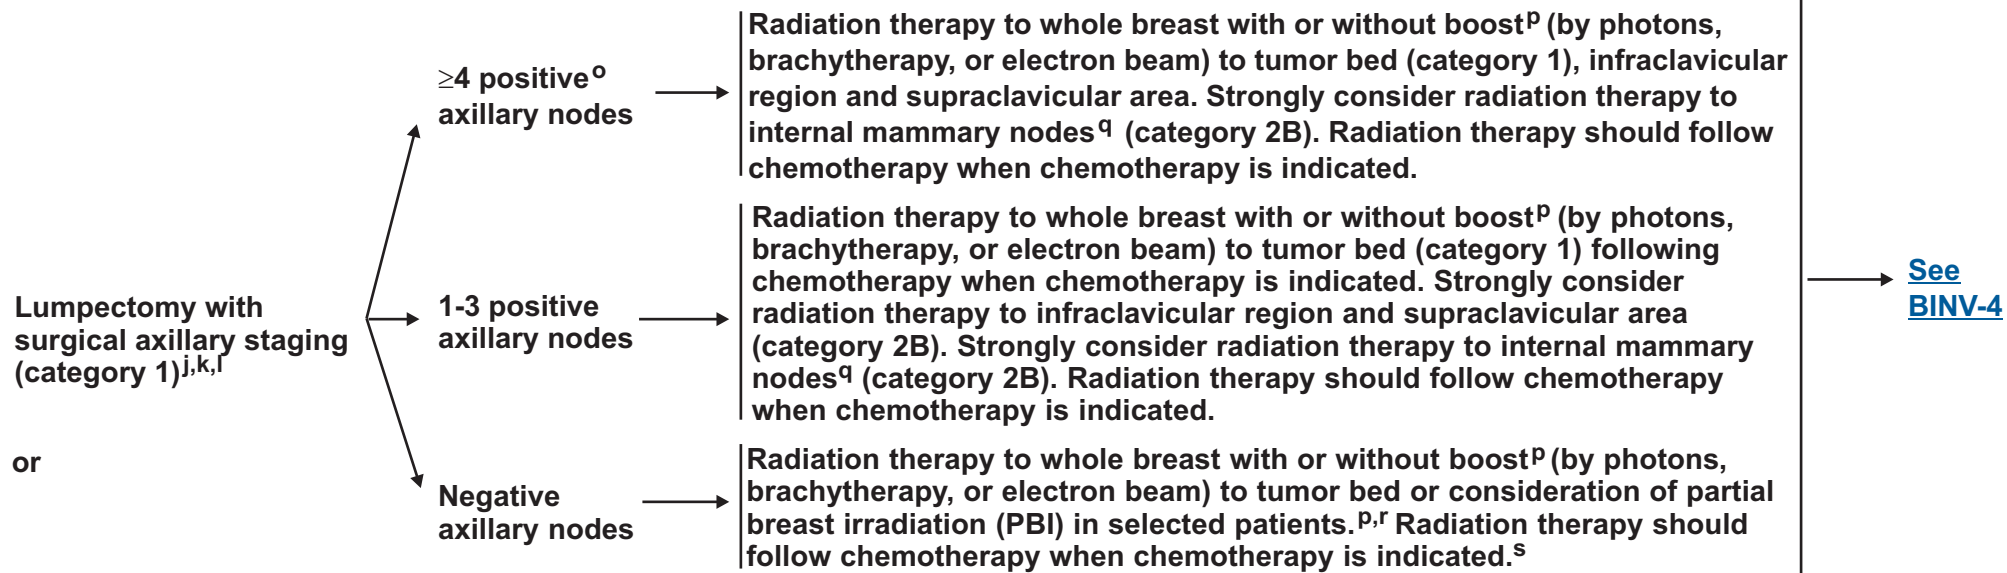 ≥4 positiveᵒ
axillary nodes
Radiation therapy to whole breast with or without boostᵖ (by photons,
brachytherapy, or electron beam) to tumor bed (category 1), infraclavicular
region and supraclavicular area. Strongly consider radiation therapy to
internal mammary nodes^q (category 2B). Radiation therapy should follow
chemotherapy when chemotherapy is indicated.
Lumpectomy with
surgical axillary staging
(category 1)^j,k,l
or
1-3 positive
axillary nodes
Radiation therapy to whole breast with or without boostᵖ (by photons,
brachytherapy, or electron beam) to tumor bed (category 1) following
chemotherapy when chemotherapy is indicated. Strongly consider
radiation therapy to infraclavicular region and supraclavicular area
(category 2B). Strongly consider radiation therapy to internal mammary
nodes^q (category 2B). Radiation therapy should follow chemotherapy
when chemotherapy is indicated.
Negative
axillary nodes
Radiation therapy to whole breast with or without boostᵖ (by photons,
brachytherapy, or electron beam) to tumor bed or consideration of partial
breast irradiation (PBI) in selected patients.^p,r Radiation therapy should
follow chemotherapy when chemotherapy is indicated.^s
See
BINV-4